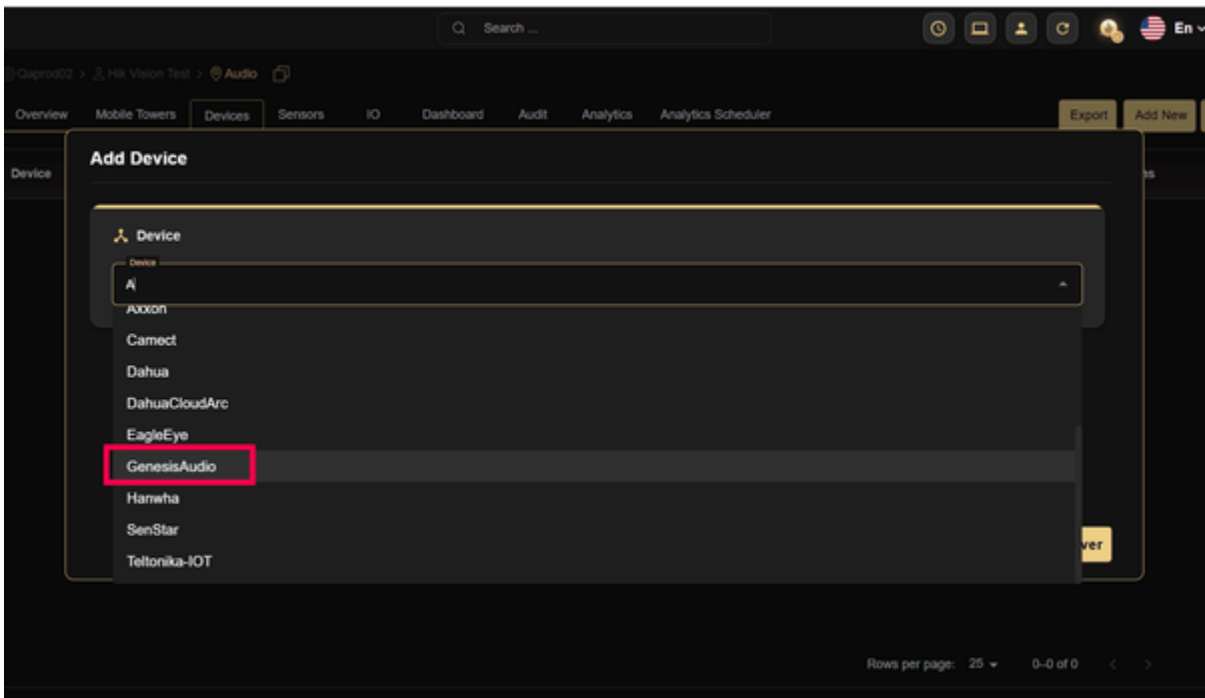 Search ...
En
Qaprod02 > Hik Vision Test > Audio
Overview Mobile Towers Devices Sensors IO Dashboard Audit Analytics Analytics Scheduler Export Add New
Add Device
Device
Device
Device
A
Axxon
Camect
Dahua
DahuaCloudArc
EagleEye
GenesisAudio
Hanwha
SenStar
Teltonika-IOT
Rows per page: 25 0-0 of 0